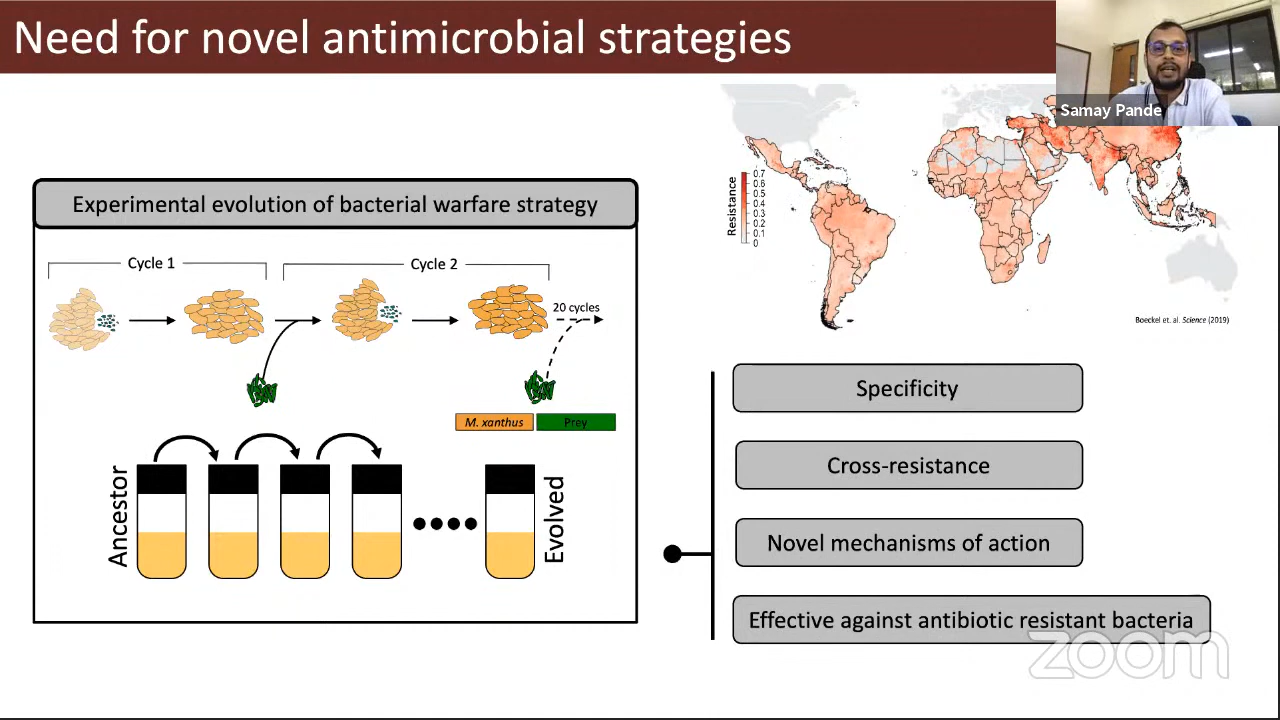 Need for novel antimicrobial strategies
Samay Pande
Experimental evolution of bacterial warfare strategy
Cycle 1
Cycle 2
20 cycles
M. xanthus
Prey
Ancestor
Evolved
Resistance
0.7
0.6
0.5
0.4
0.3
0.2
0.1
0
Boeckel et. al. Science (2019)
Specificity
Cross-resistance
Novel mechanisms of action
Effective against antibiotic resistant bacteria
zoom